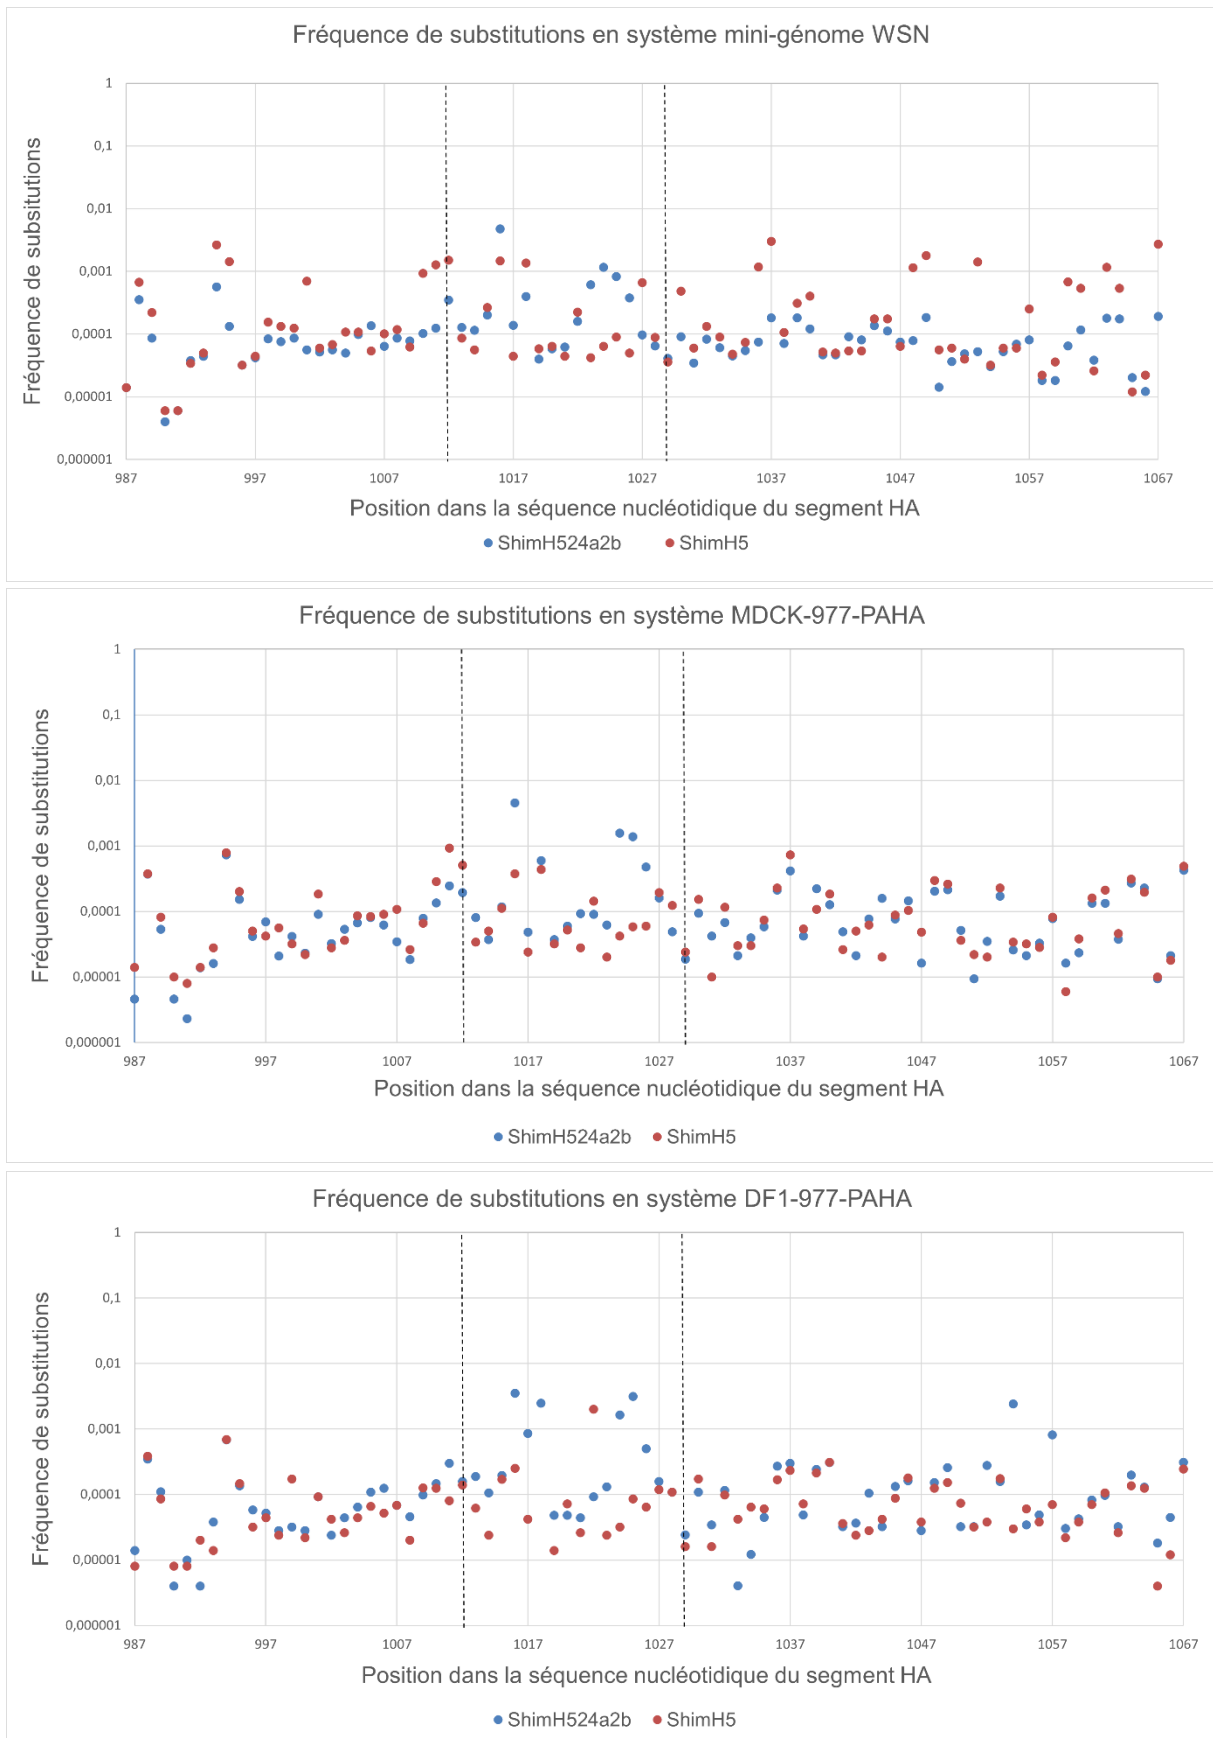 Fréquence de substitutions en système mini-génome WSN
Fréquence de subsitutions
1
0,1
0,01
0,001
0,0001
0,00001
0,000001
987 997 1007 1017 1027 1037 1047 1057 1067
Position dans la séquence nucléotidique du segment HA
ShimH524a2b ShimH5
Fréquence de substitutions en système MDCK-977-PAHA
Fréquence de substitutions
1
0,1
0,01
0,001
0,0001
0,00001
0,000001
987 997 1007 1017 1027 1037 1047 1057 1067
Position dans la séquence nucléotidique du segment HA
ShimH524a2b ShimH5
Fréquence de substitutions en système DF1-977-PAHA
Fréquence de substitutions
1
0,1
0,01
0,001
0,0001
0,00001
0,000001
987 997 1007 1017 1027 1037 1047 1057 1067
Position dans la séquence nucléotidique du segment HA
ShimH524a2b ShimH5